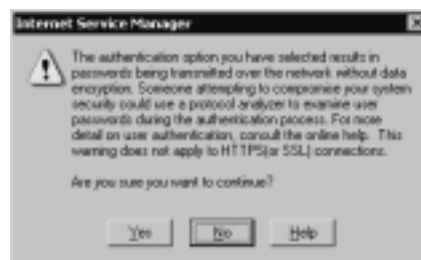 Internet Service Manager
The authentication option you have selected results in
passwords being transmitted over the network without data
encryption. Someone attempting to compromise your system
security could use a protocol analyzer to examine user
passwords during the authentication process. For more
detail on user authentication, consult the online help. This
warning does not apply to HTTPS(or SSL) connections.
Are you sure you want to continue?
Yes No Help